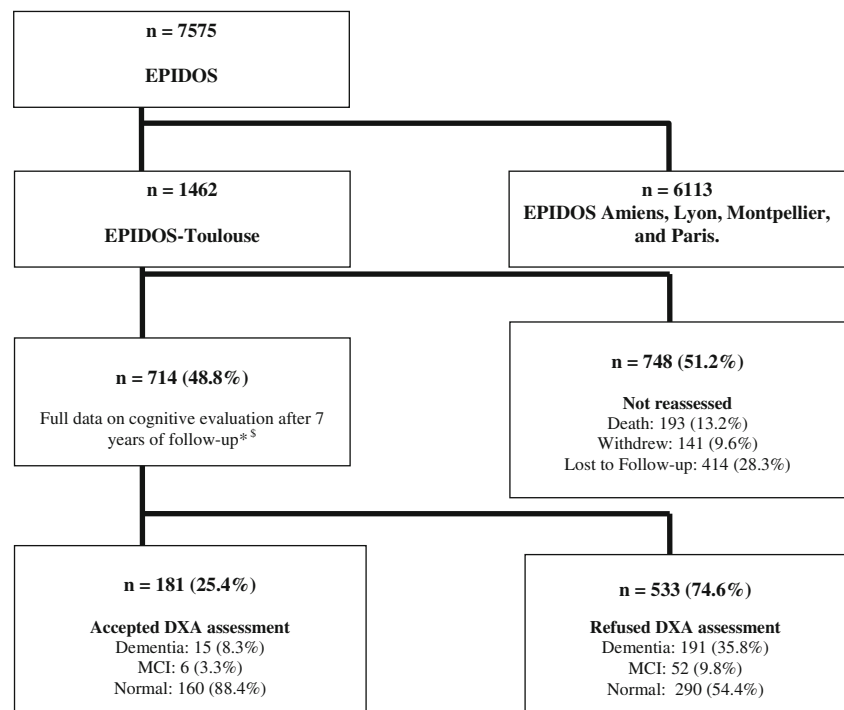 n = 7575
EPIDOS
n = 1462
EPIDOS-Toulouse
n = 6113
EPIDOS Amiens, Lyon, Montpellier,
and Paris.
n = 714 (48.8%)
Full data on cognitive evaluation after 7
years of follow-up* $
n = 748 (51.2%)
Not reassessed
Death: 193 (13.2%)
Withdrew: 141 (9.6%)
Lost to Follow-up: 414 (28.3%)
n = 181 (25.4%)
Accepted DXA assessment
Dementia: 15 (8.3%)
MCI: 6 (3.3%)
Normal: 160 (88.4%)
n = 533 (74.6%)
Refused DXA assessment
Dementia: 191 (35.8%)
MCI: 52 (9.8%)
Normal: 290 (54.4%)